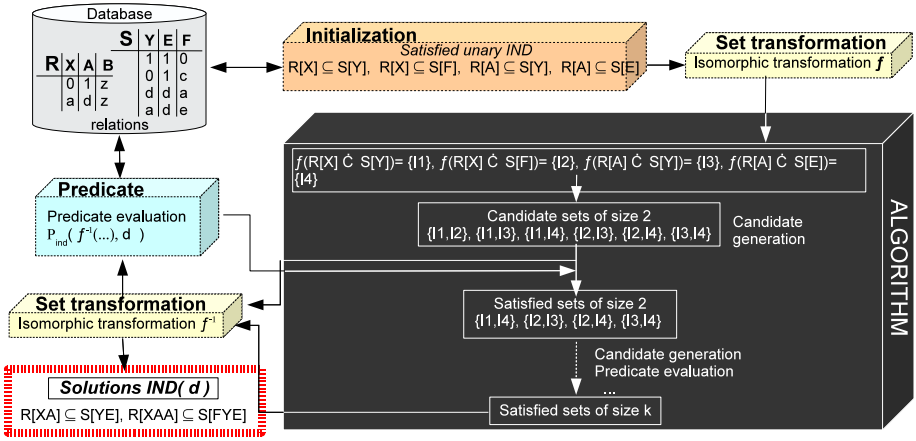 Database
S Y E F
1 1 0
0 1 c
d d a
a d e
R X A B
0 1 z
a d z
relations
Initialization
Satisfied unary IND
R[X] ⊆ S[Y], R[X] ⊆ S[F], R[A] ⊆ S[Y], R[A] ⊆ S[E]
Set transformation
Isomorphic transformation f
f(R[X] Ċ S[Y])= {I1}, f(R[X] Ċ S[F])= {I2}, f(R[A] Ċ S[Y])= {I3}, f(R[A] Ċ S[E])=
{I4}
Candidate sets of size 2
{I1,I2}, {I1,I3}, {I1,I4}, {I2,I3}, {I2,I4}, {I3,I4}
Candidate
generation
Satisfied sets of size 2
{I1,I4}, {I2,I3}, {I2,I4}, {I3,I4}
Candidate generation
Predicate evaluation
...
Satisfied sets of size k
ALGORITHM
Predicate
Predicate evaluation
P_ind( f⁻¹(...), d )
Set transformation
Isomorphic transformation f⁻¹
Solutions IND( d )
R[XA] ⊆ S[YE], R[XAA] ⊆ S[FYE]